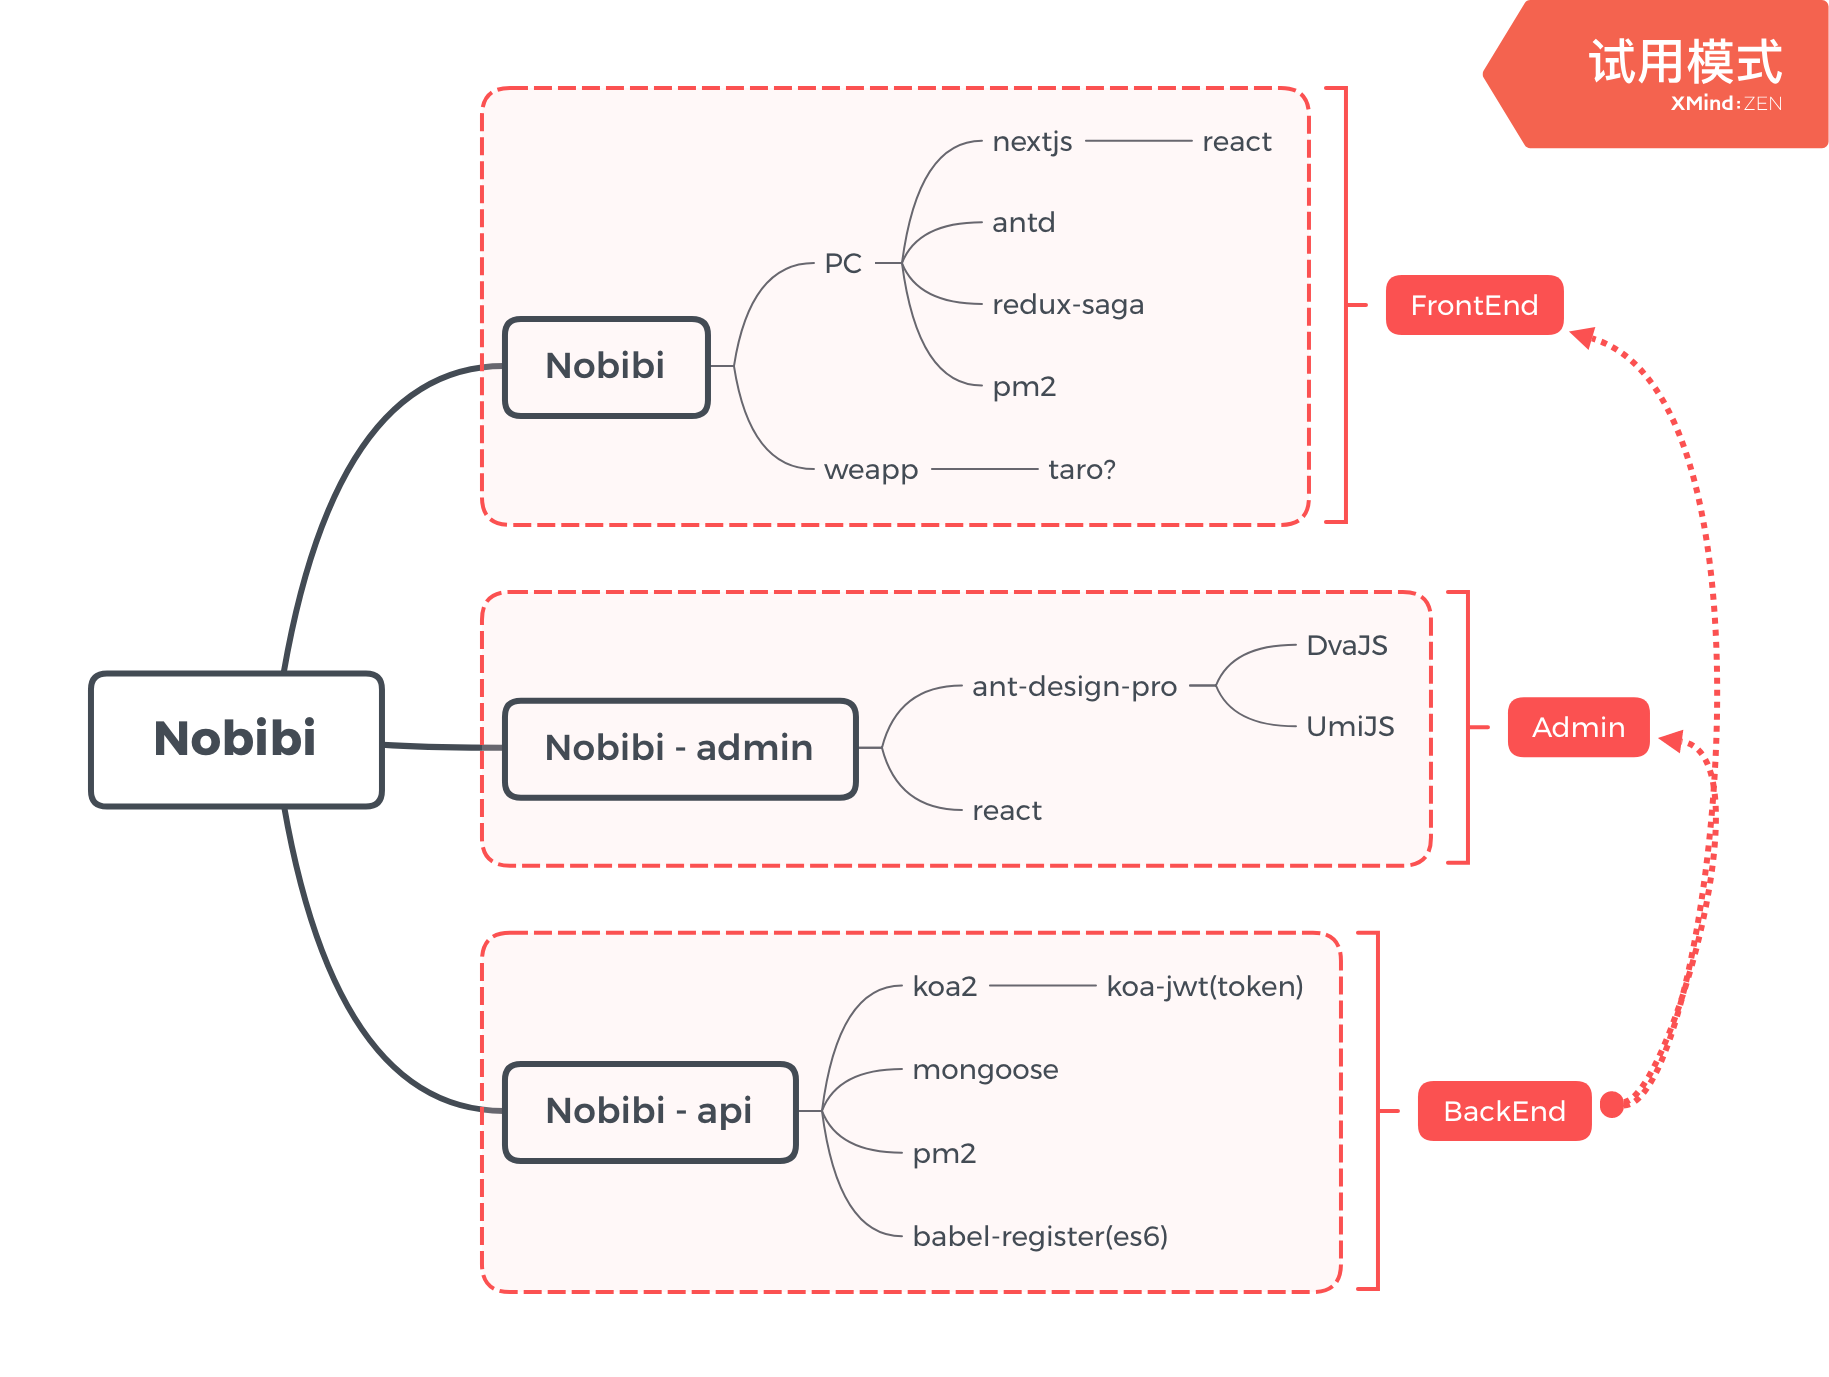 试用模式
XMind:ZEN
nextjs
react
antd
PC
redux-saga
FrontEnd
Nobibi
pm2
weapp
taro?
DvaJS
ant-design-pro
UmiJS
Nobibi
Nobibi - admin
Admin
react
koa2
koa-jwt(token)
mongoose
Nobibi - api
BackEnd
pm2
babel-register(es6)